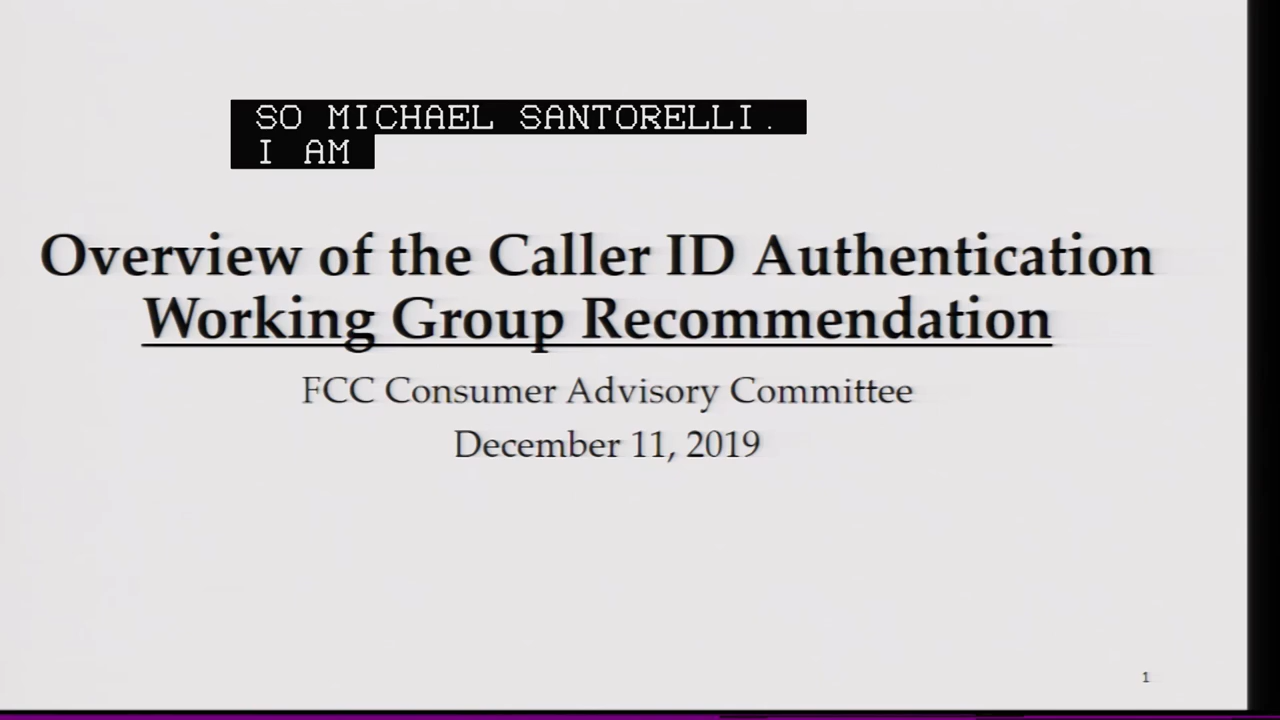 SO MICHAEL SANTORELLI.
I AM
Overview of the Caller ID Authentication
Working Group Recommendation
FCC Consumer Advisory Committee
December 11, 2019
1